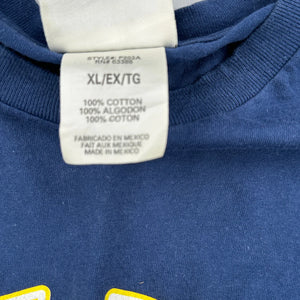 XL/EX/TG
100% COTTON
100% ALGODON
100% COTON
FABRICADO EN MEXICO
FAIT AUX MEXIQUE
MADE IN MEXICO